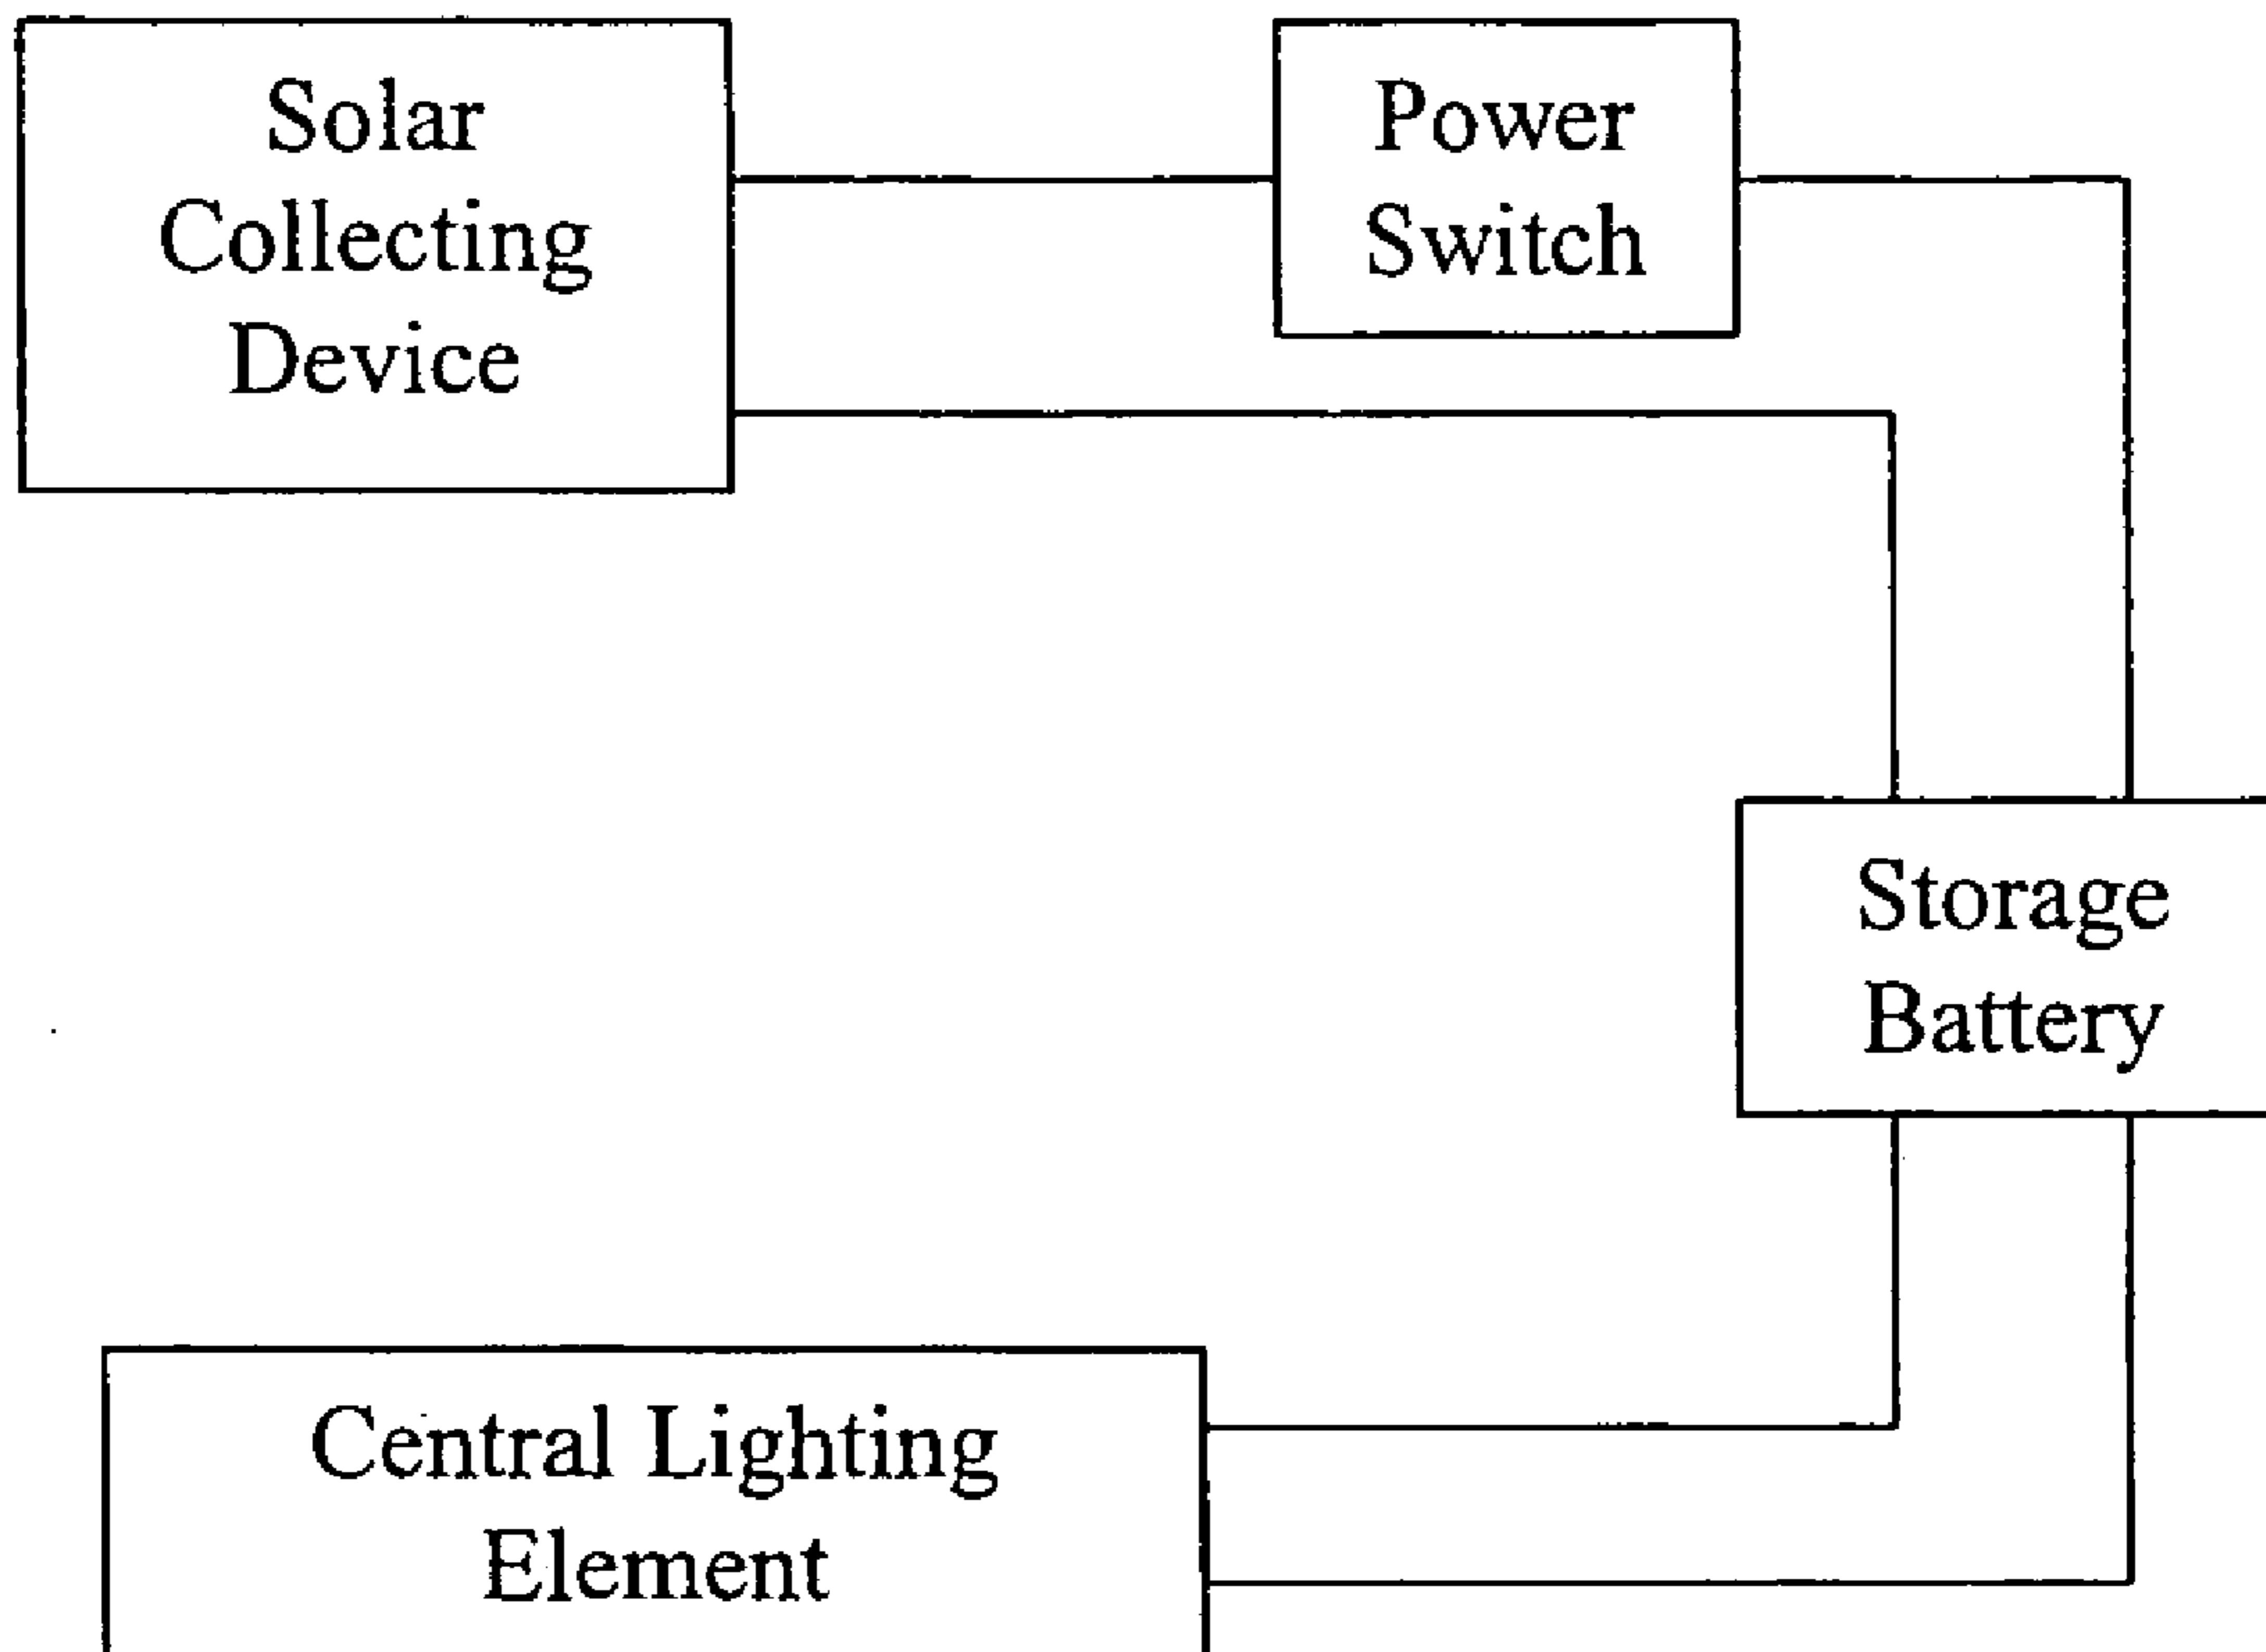 Solar
Collecting
Device
Power
Switch
Storage
Battery
Central Lighting
Element